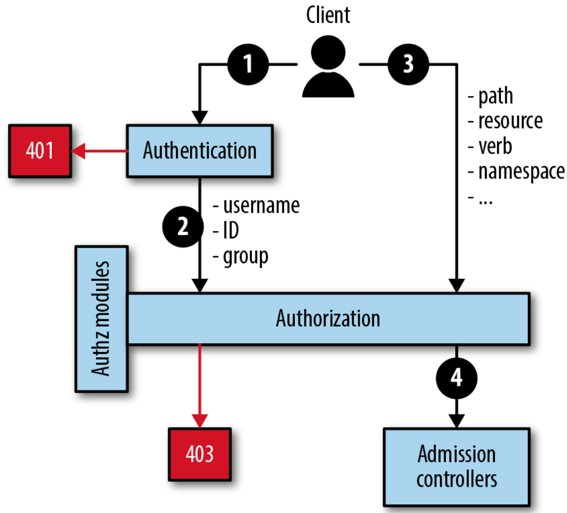 Client
1
3
- path
- resource
- verb
- namespace
- ...
401
Authentication
2
- username
- ID
- group
Authz modules
Authorization
4
403
Admission
controllers